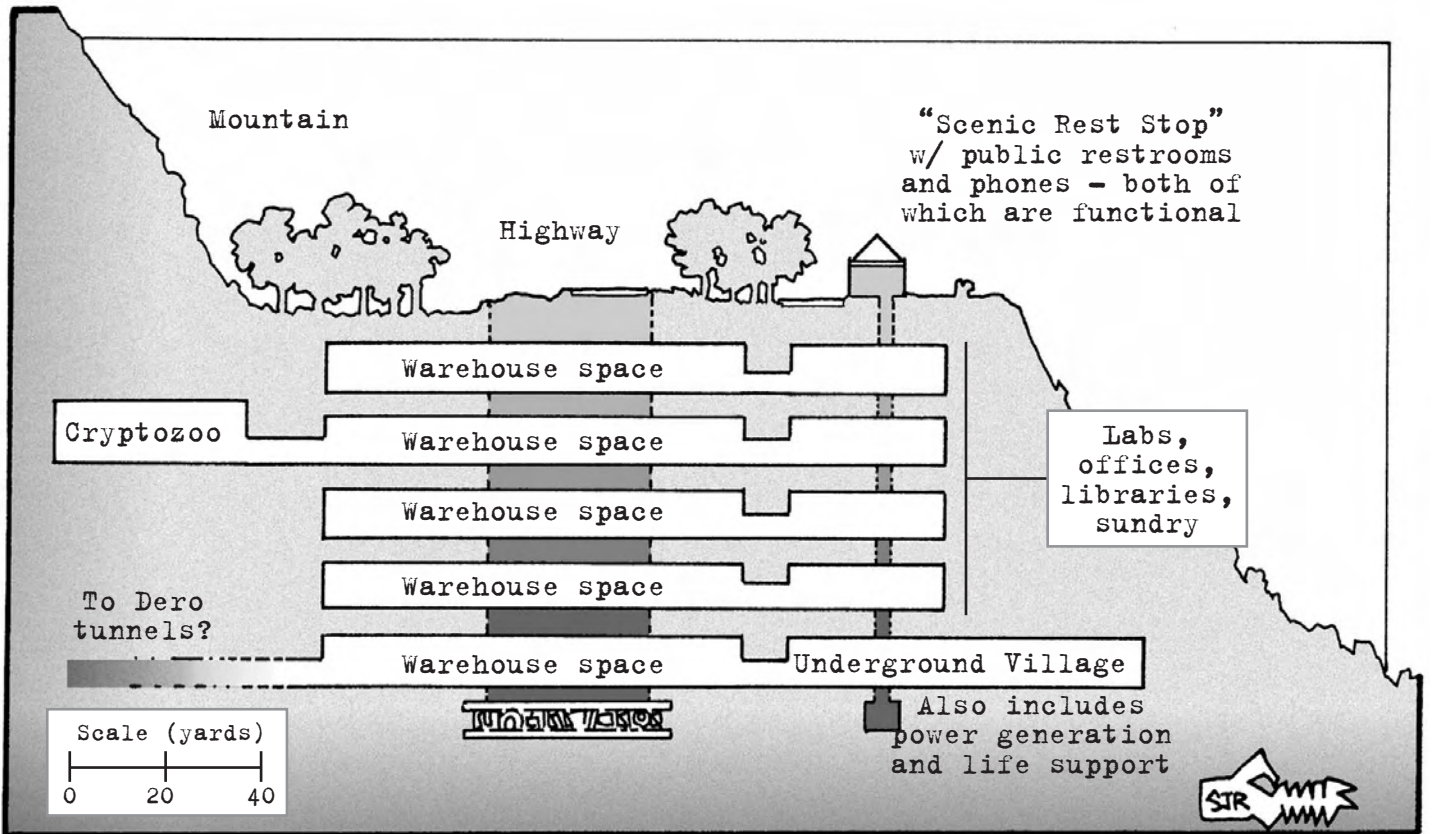 Mountain
"Scenic Rest Stop"
w/ public restrooms
and phones - both of
which are functional
Highway
Warehouse space
Cryptozoo
Warehouse space
Labs,
offices,
libraries,
sundry
Warehouse space
Warehouse space
To Dero
tunnels?
Warehouse space
Underground Village
Also includes
power generation
and life support
Scale (yards)
0 20 40
SJR